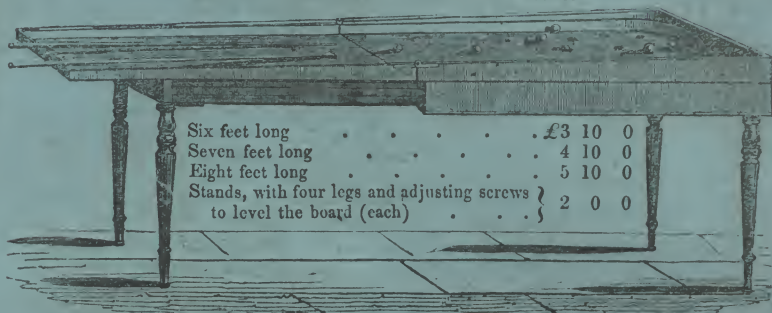 Six feet long . . . . . . £3 10 0
Seven feet long . . . . . 4 10 0
Eight feet long . . . . . 5 10 0
Stands, with four legs and adjusting screws } 2 0 0
to level the board (each) . . . }